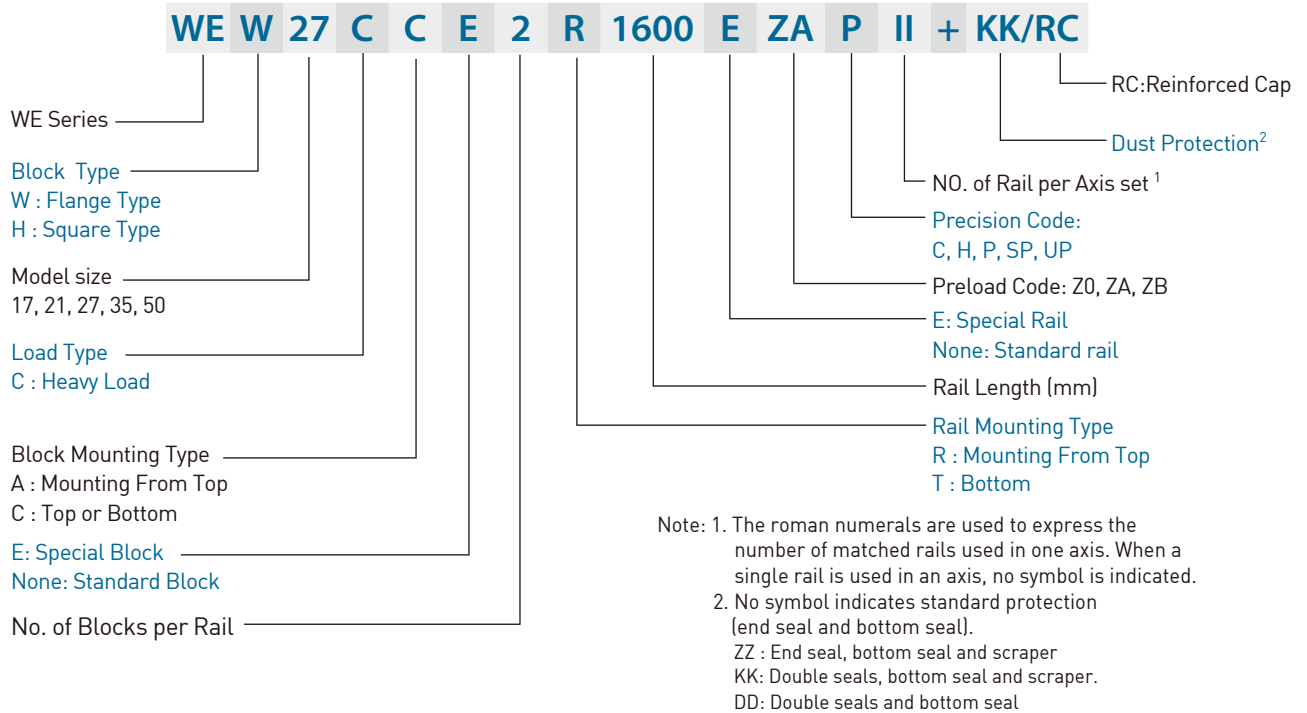 WE W 27 C C E 2 R 1600 E ZA P II + KK/RC
WE Series
Block Type
W : Flange Type
H : Square Type
Model size
17, 21, 27, 35, 50
Load Type
C : Heavy Load
Block Mounting Type
A : Mounting From Top
C : Top or Bottom
E: Special Block
None: Standard Block
No. of Blocks per Rail
RC:Reinforced Cap
Dust Protection2
NO. of Rail per Axis set 1
Precision Code:
C, H, P, SP, UP
Preload Code: Z0, ZA, ZB
E: Special Rail
None: Standard rail
Rail Length (mm)
Rail Mounting Type
R : Mounting From Top
T : Bottom
Note: 1. The roman numerals are used to express the
number of matched rails used in one axis. When a
single rail is used in an axis, no symbol is indicated.
2. No symbol indicates standard protection
(end seal and bottom seal).
ZZ : End seal, bottom seal and scraper
KK: Double seals, bottom seal and scraper.
DD: Double seals and bottom seal